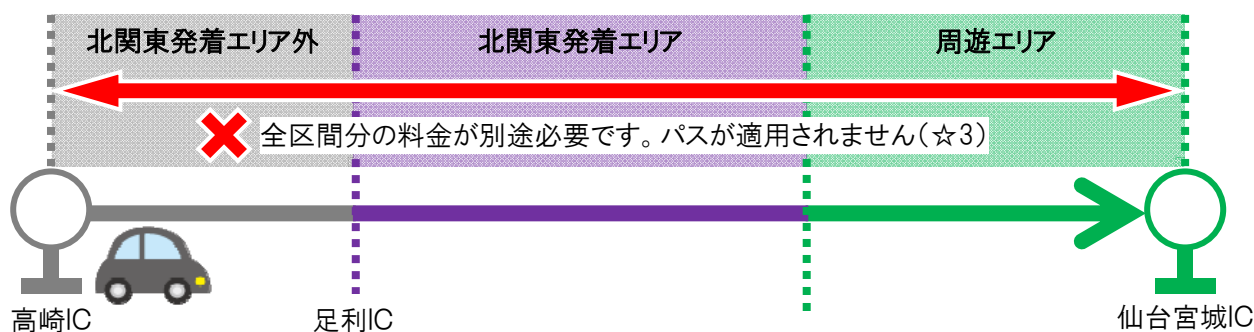 北関東発着エリア外
北関東発着エリア
周遊エリア
全区間分の料金が別途必要です。パスが適用されません(☆3)
高崎IC
足利IC
仙台宮城IC